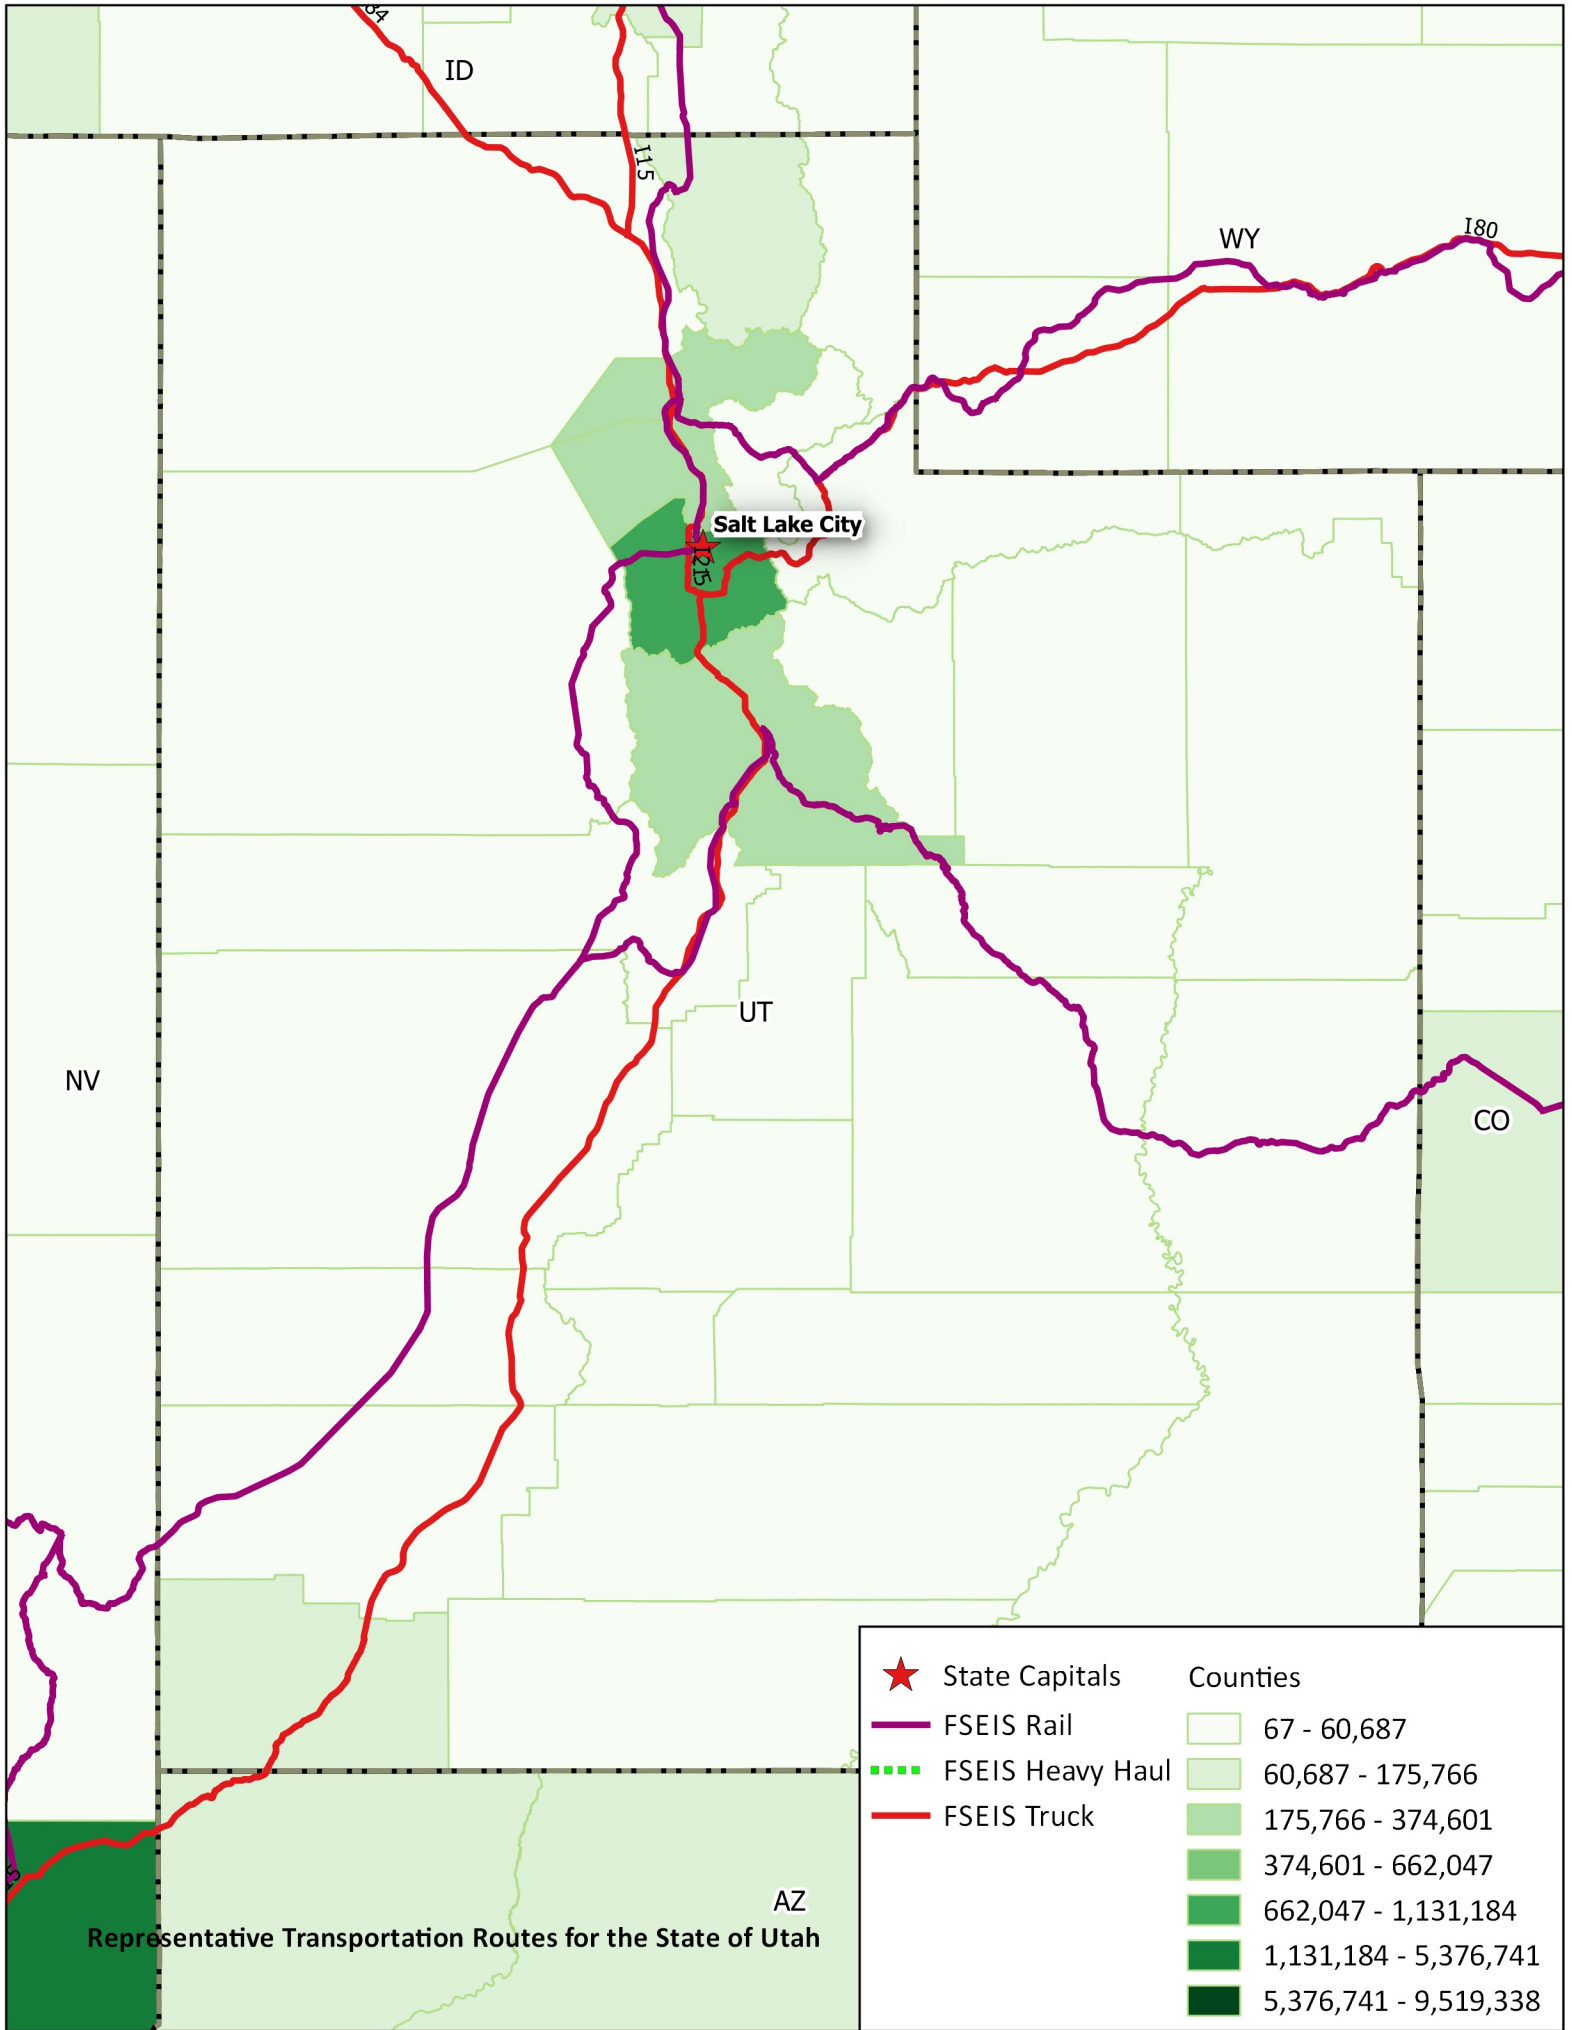 84
ID
I15
WY
I80
Salt Lake City
I215
UT
NV
CO
State Capitals
FSEIS Rail
FSEIS Heavy Haul
FSEIS Truck
Counties
67 - 60,687
60,687 - 175,766
175,766 - 374,601
374,601 - 662,047
662,047 - 1,131,184
1,131,184 - 5,376,741
5,376,741 - 9,519,338
15
AZ
Representative Transportation Routes for the State of Utah